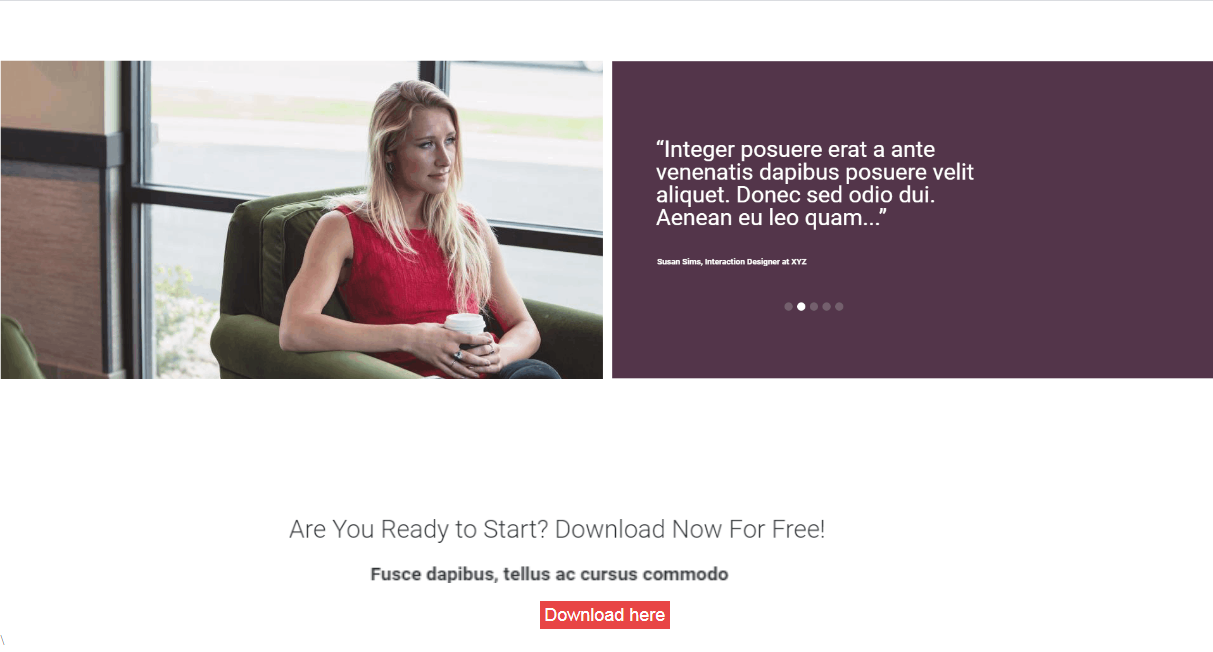 “Integer posuere erat a ante
venenatis dapibus posuere velit
aliquet. Donec sed odio dui.
Aenean eu leo quam...”
Susan Sims, Interaction Designer at XYZ
Are You Ready to Start? Download Now For Free!
Fusce dapibus, tellus ac cursus commodo
Download here
\